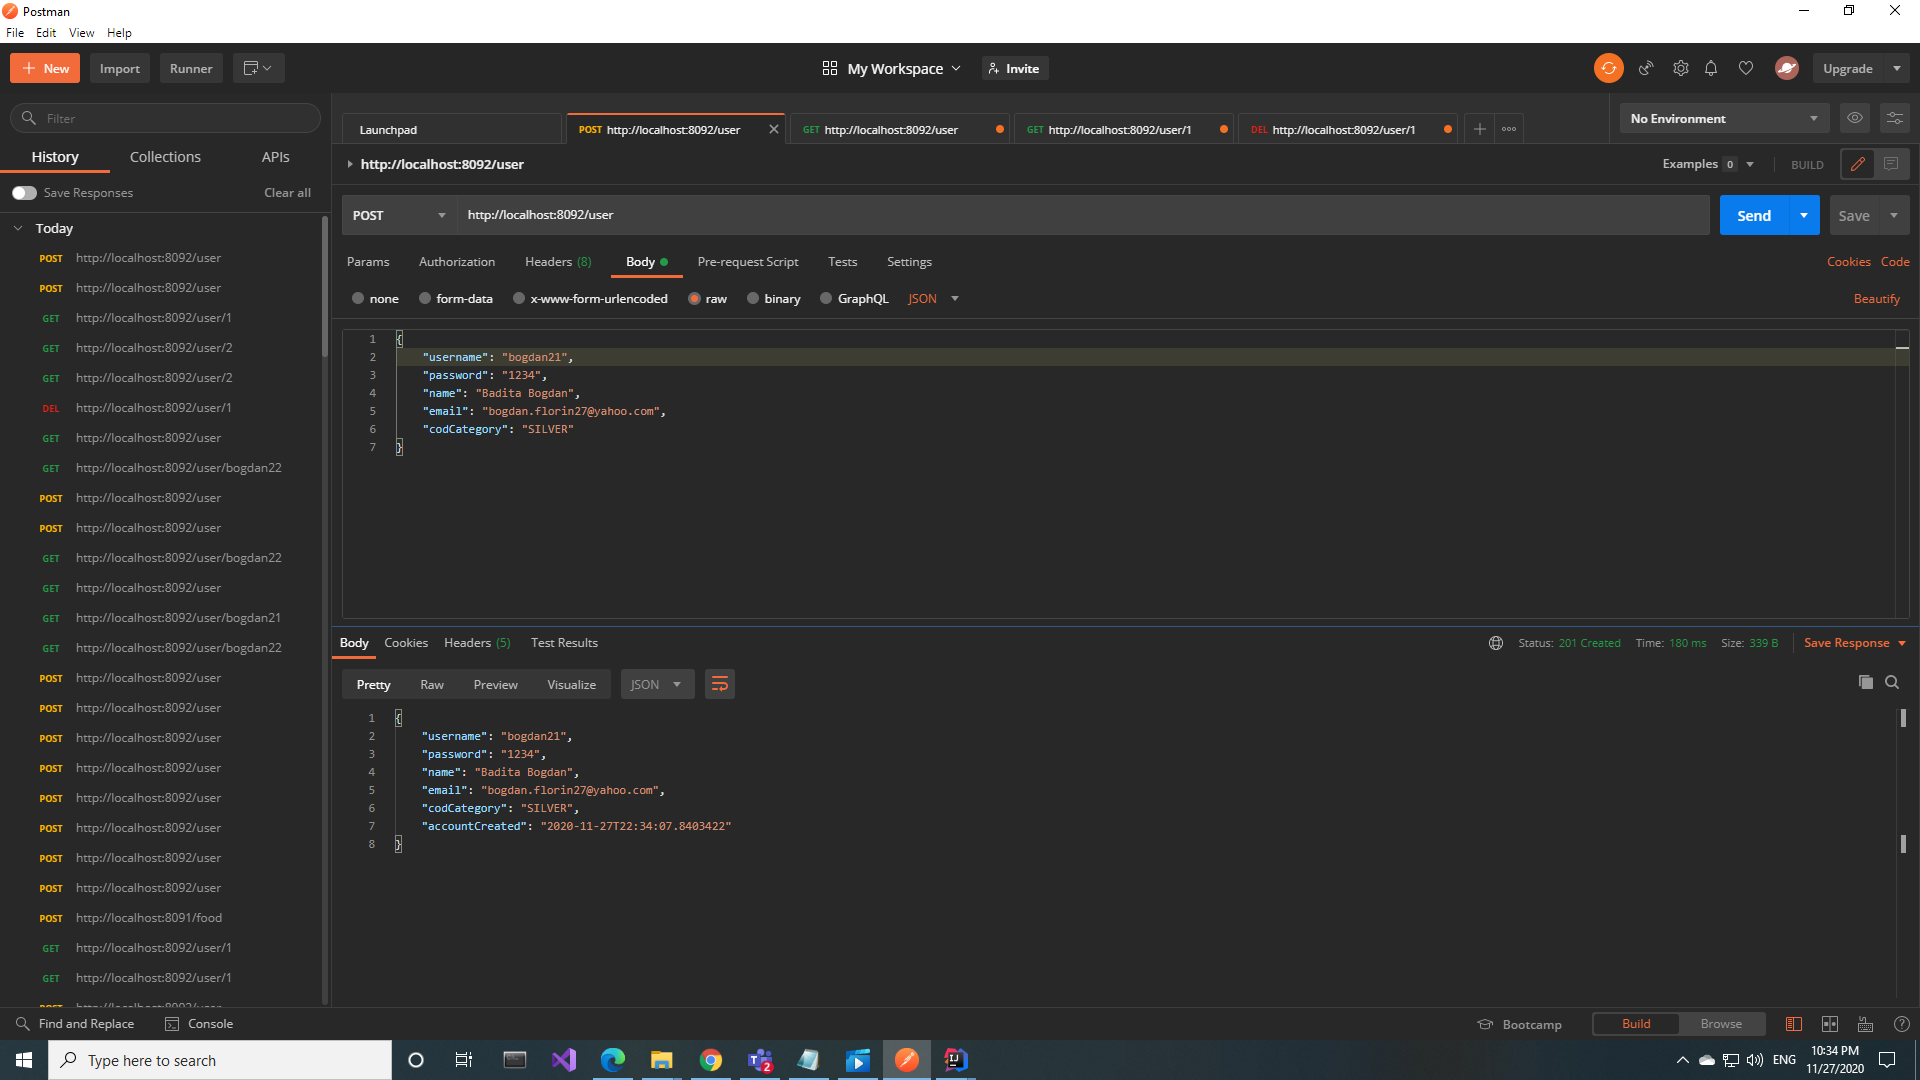 Postman
File Edit View Help
New Import Runner My Workspace Invite Upgrade
Filter
Launchpad POST http://localhost:8092/user GET http://localhost:8092/user GET http://localhost:8092/user/1 DEL http://localhost:8092/user/1 No Environment
History Collections APIs
http://localhost:8092/user Examples 0 BUILD
Save Responses Clear all
POST http://localhost:8092/user Send Save
Params Authorization Headers (8) Body Pre-request Script Tests Settings Cookies Code
none form-data x-www-form-urlencoded raw binary GraphQL JSON Beautify
1 {
2 "username": "bogdan21",
3 "password": "1234",
4 "name": "Badita Bogdan",
5 "email": "bogdan.florin27@yahoo.com",
6 "codCategory": "SILVER"
7 }
Today
POST http://localhost:8092/user
POST http://localhost:8092/user
GET http://localhost:8092/user/1
GET http://localhost:8092/user/2
GET http://localhost:8092/user/2
DEL http://localhost:8092/user/1
GET http://localhost:8092/user
GET http://localhost:8092/user/bogdan22
POST http://localhost:8092/user
POST http://localhost:8092/user
GET http://localhost:8092/user/bogdan22
GET http://localhost:8092/user
GET http://localhost:8092/user/bogdan21
GET http://localhost:8092/user/bogdan22
POST http://localhost:8092/user
POST http://localhost:8092/user
POST http://localhost:8092/user
POST http://localhost:8092/user
POST http://localhost:8092/user
POST http://localhost:8092/user
POST http://localhost:8092/user
POST http://localhost:8092/user
POST http://localhost:8091/food
GET http://localhost:8092/user/1
GET http://localhost:8092/user/1
POST http://localhost:8092/user
Body Cookies Headers (5) Test Results Status: 201 Created Time: 180 ms Size: 339 B Save Response
Pretty Raw Preview Visualize JSON
1 {
2 "username": "bogdan21",
3 "password": "1234",
4 "name": "Badita Bogdan",
5 "email": "bogdan.florin27@yahoo.com",
6 "codCategory": "SILVER",
7 "accountCreated": "2020-11-27T22:34:07.8403422"
8 }
Find and Replace Console Bootcamp Build Browse
Type here to search 2 IJ ENG 10:34 PM
11/27/2020